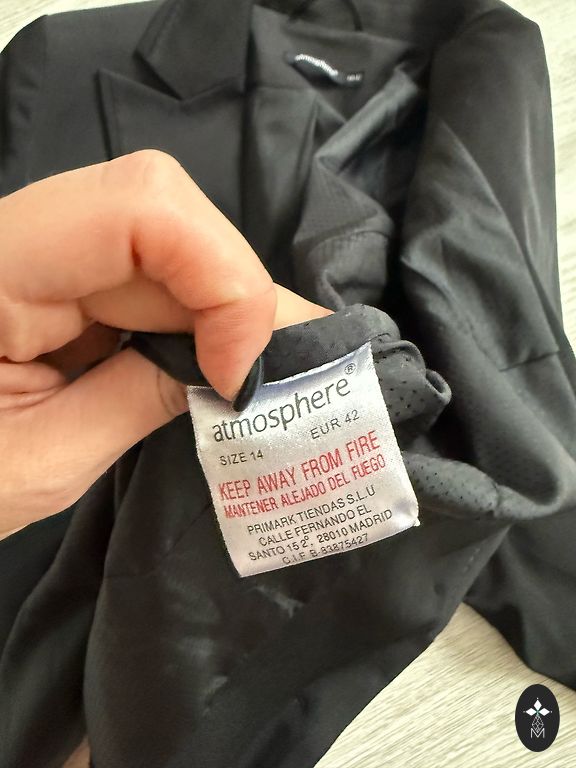 atmosphere
atmosphere®
SIZE 14 EUR 42
KEEP AWAY FROM FIRE
MANTENER ALEJADO DEL FUEGO
PRIMARK TIENDAS S.L.U
CALLE FERNANDO EL
SANTO 15 2º, 28010 MADRID
C.I.F. B-83875427
M